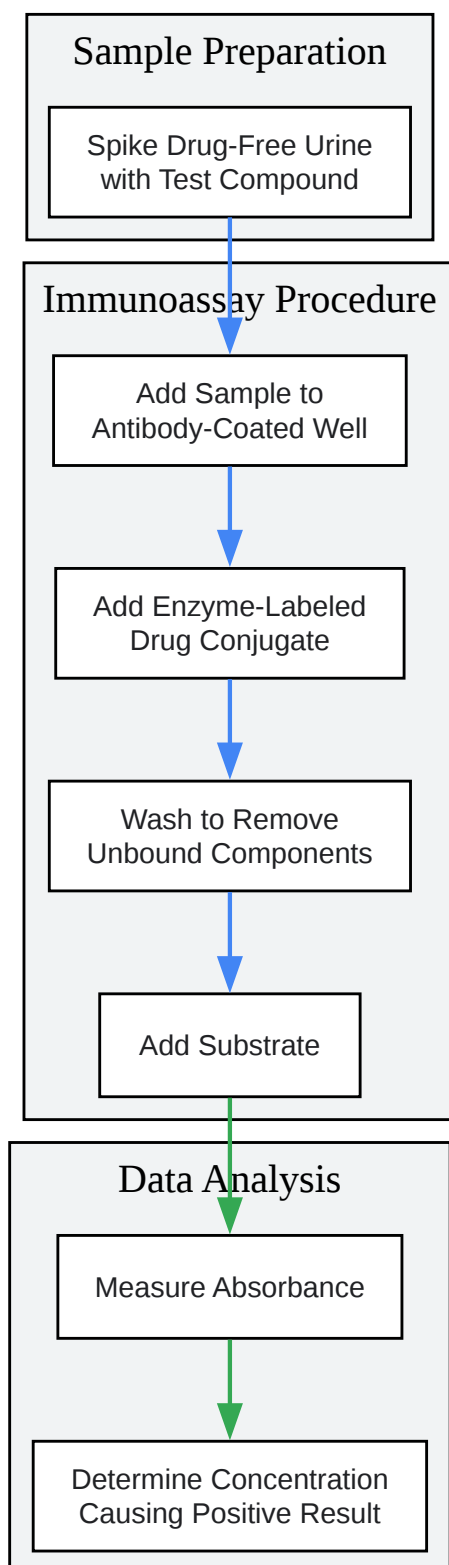 Sample Preparation
Spike Drug-Free Urine
with Test Compound
Immunoassay Procedure
Add Sample to
Antibody-Coated Well
Add Enzyme-Labeled
Drug Conjugate
Wash to Remove
Unbound Components
Add Substrate
Data Analysis
Measure Absorbance
Determine Concentration
Causing Positive Result